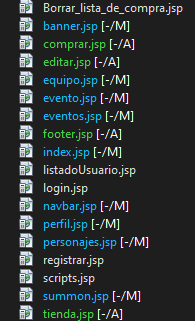 Borrar_lista_de_compra.jsp
banner.jsp [-/M]
comprar.jsp [-/A]
editar.jsp [-/A]
equipo.jsp [-/M]
evento.jsp [-/M]
eventos.jsp [-/M]
footer.jsp [-/A]
index.jsp [-/M]
listadoUsuario.jsp
login.jsp
navbar.jsp [-/M]
perfil.jsp [-/M]
personajes.jsp [-/M]
registrar.jsp
scripts.jsp
summon.jsp [-/M]
tienda.jsp [-/A]